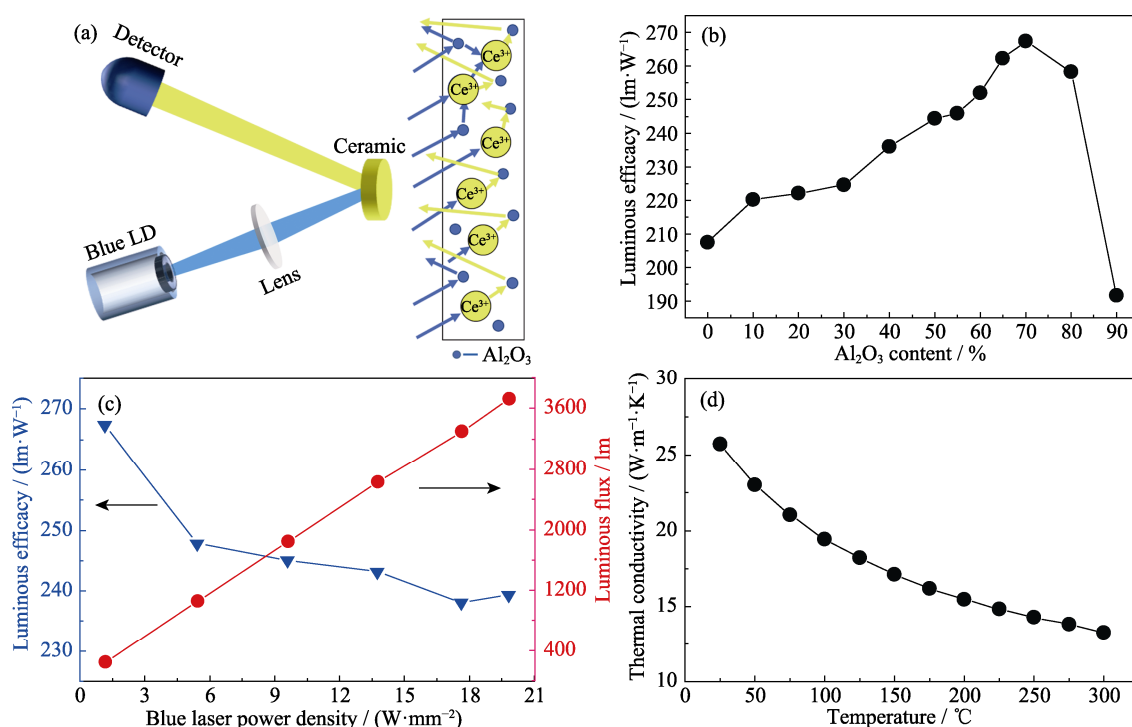 (a)
Detector
Ceramic
Blue LD
Lens
Ce³⁺
Ce³⁺
Ce³⁺
Ce³⁺
Ce³⁺
Ce³⁺
Al₂O₃
(b)
Luminous efficacy / (lm·W⁻¹)
270
260
250
240
230
220
210
200
190
0 10 20 30 40 50 60 70 80 90
Al₂O₃ content / %
(c)
Luminous efficacy / (lm·W⁻¹)
270
260
250
240
230
3600
2800
2000
1200
400
Luminous flux / lm
0 3 6 9 12 15 18 21
Blue laser power density / (W·mm⁻²)
(d)
Thermal conductivity / (W·m⁻¹·K⁻¹)
30
25
20
15
10
0 50 100 150 200 250 300
Temperature / ℃